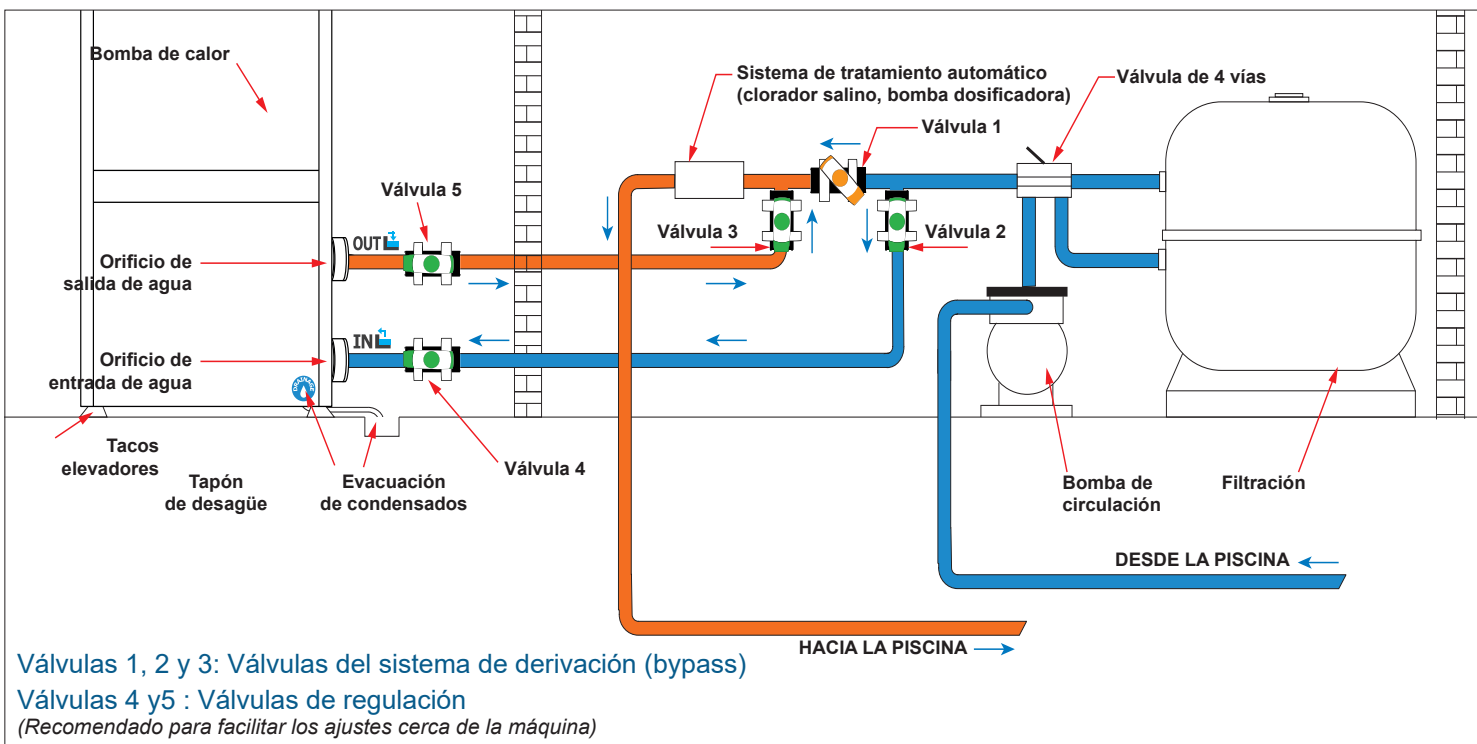 Bomba de calor
Sistema de tratamiento automático
(clorador salino, bomba dosificadora)
Válvula de 4 vías
Válvula 1
Válvula 5
Válvula 3
Válvula 2
OUT
Orificio de
salida de agua
IN
Orificio de
entrada de agua
DRAINAGE
Tacos
elevadores
Tapón
de desagüe
Evacuación
de condensados
Válvula 4
Bomba de
circulación
Filtración
DESDE LA PISCINA
HACIA LA PISCINA
Válvulas 1, 2 y 3: Válvulas del sistema de derivación (bypass)
Válvulas 4 y5 : Válvulas de regulación
(Recomendado para facilitar los ajustes cerca de la máquina)